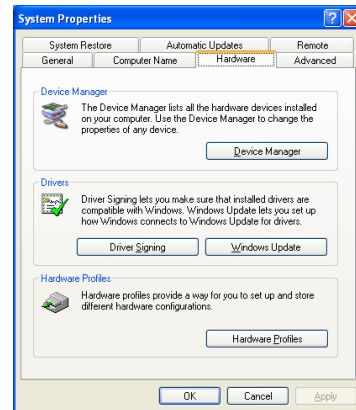 System Properties
System Restore Automatic Updates Remote
General Computer Name Hardware Advanced
Device Manager
The Device Manager lists all the hardware devices installed
on your computer. Use the Device Manager to change the
properties of any device.
Device Manager
Drivers
Driver Signing lets you make sure that installed drivers are
compatible with Windows. Windows Update lets you set up
how Windows connects to Windows Update for drivers.
Driver Signing Windows Update
Hardware Profiles
Hardware profiles provide a way for you to set up and store
different hardware configurations.
Hardware Profiles
OK Cancel Apply